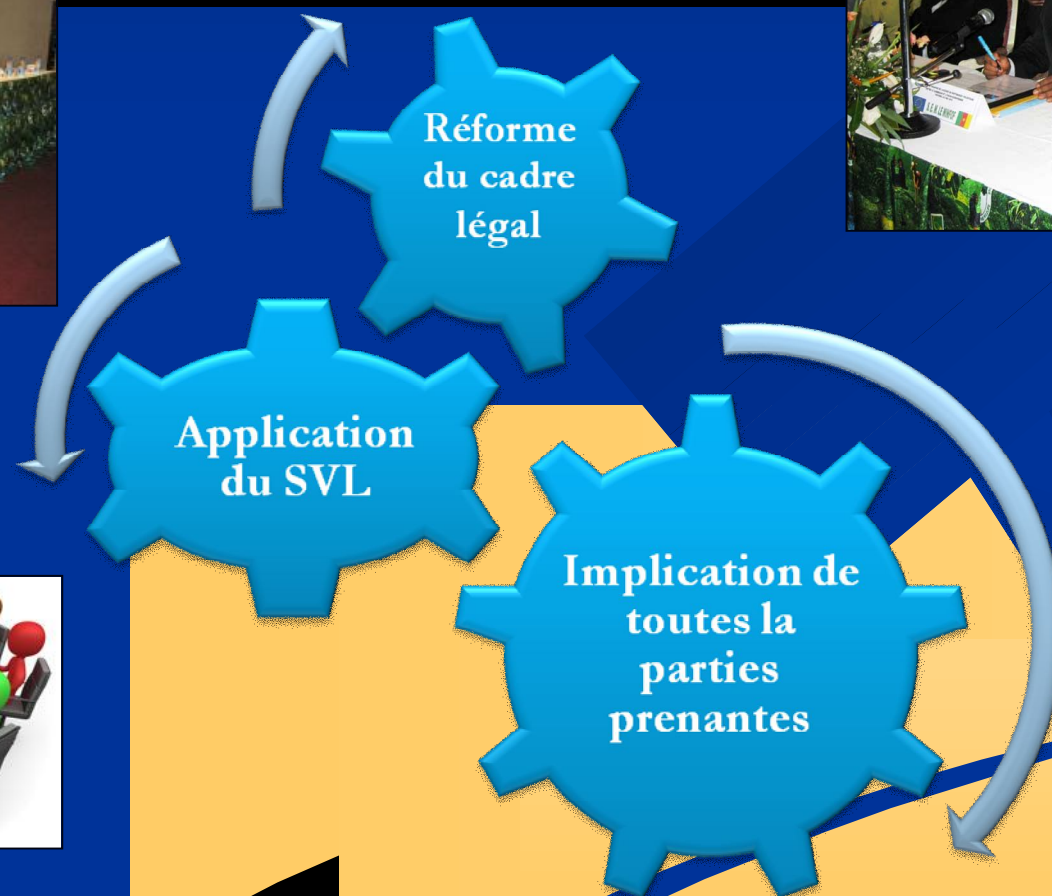 Réforme
du cadre
légal
Application
du SVL
Implication de
toutes la
parties
prenantes